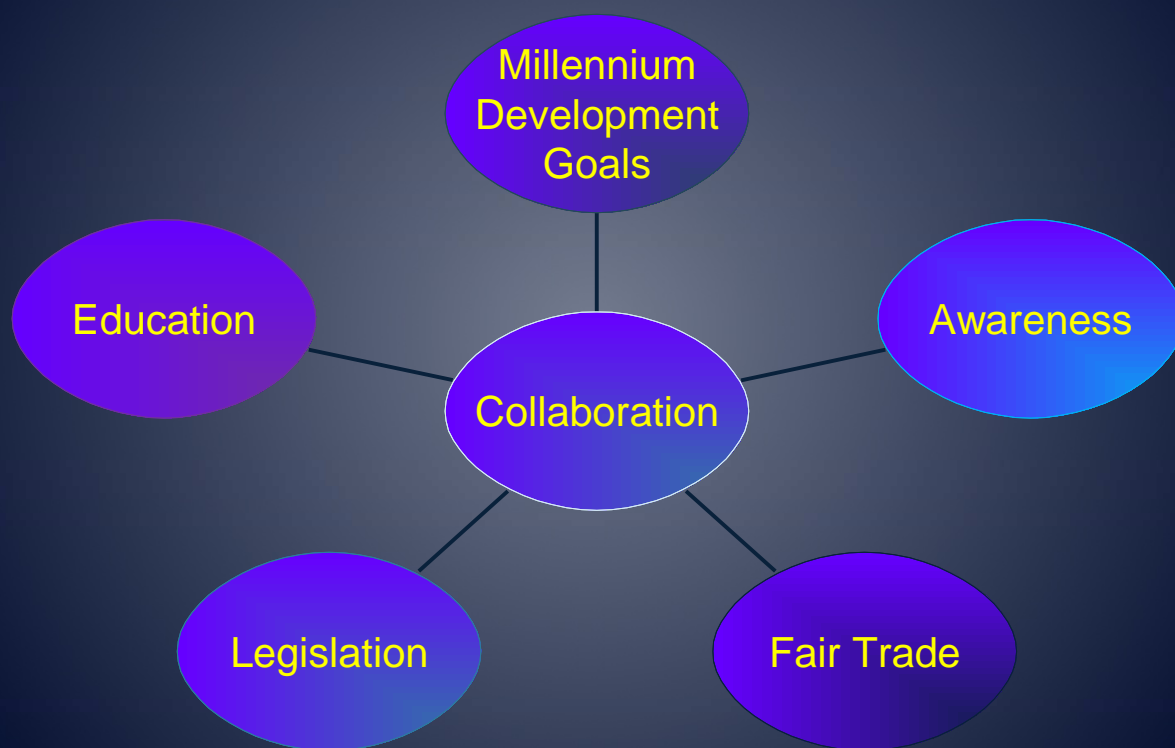 Millennium
Development
Goals
Education
Awareness
Collaboration
Legislation
Fair Trade